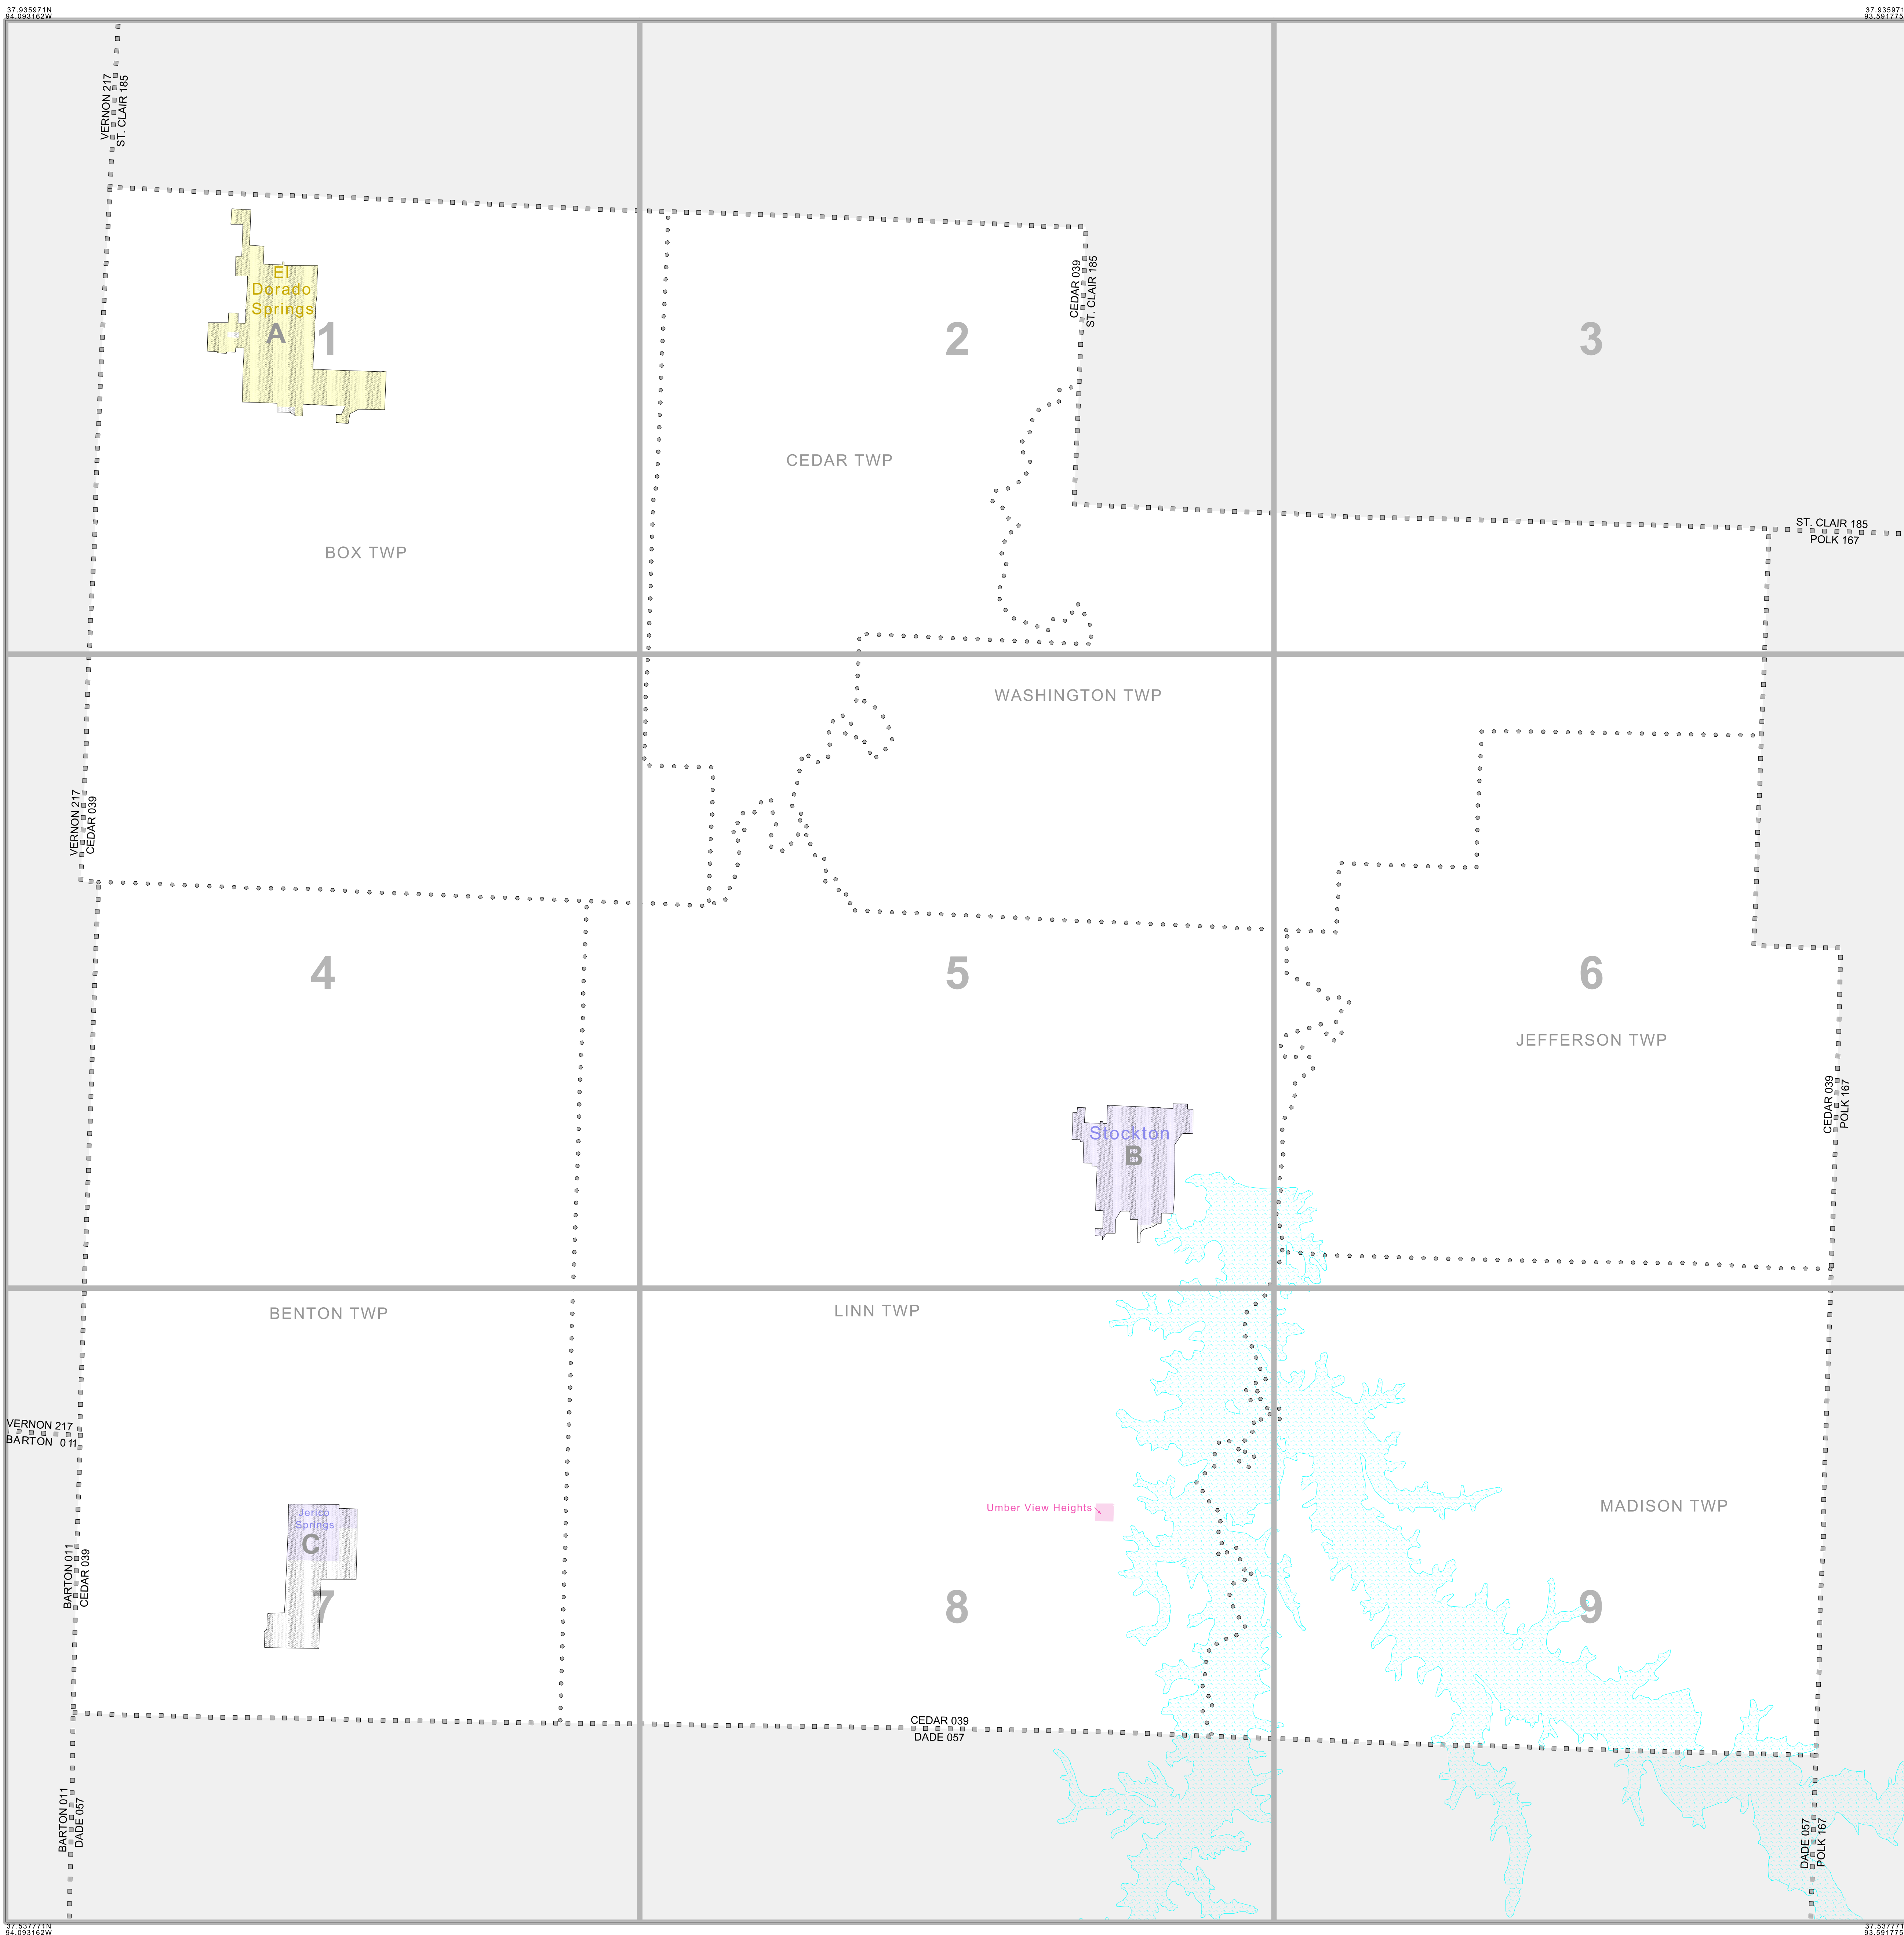 37.935971N
94.093162W
37.935971
93.591775
VERNON 217
ST. CLAIR 185
El
Dorado
Springs
A
1
2
3
CEDAR 039
ST. CLAIR 185
CEDAR TWP
BOX TWP
ST. CLAIR 185
POLK 167
WASHINGTON TWP
VERNON 217
CEDAR 039
4
5
6
JEFFERSON TWP
CEDAR 039
POLK 167
Stockton
B
BENTON TWP
LINN TWP
VERNON 217
BARTON 011
Umber View Heights
MADISON TWP
Jerico
Springs
C
BARTON 011
CEDAR 039
7
8
9
CEDAR 039
DADE 057
BARTON 011
DADE 057
DADE 057
POLK 167
37.537771N
94.093162W
37.537771
93.591775